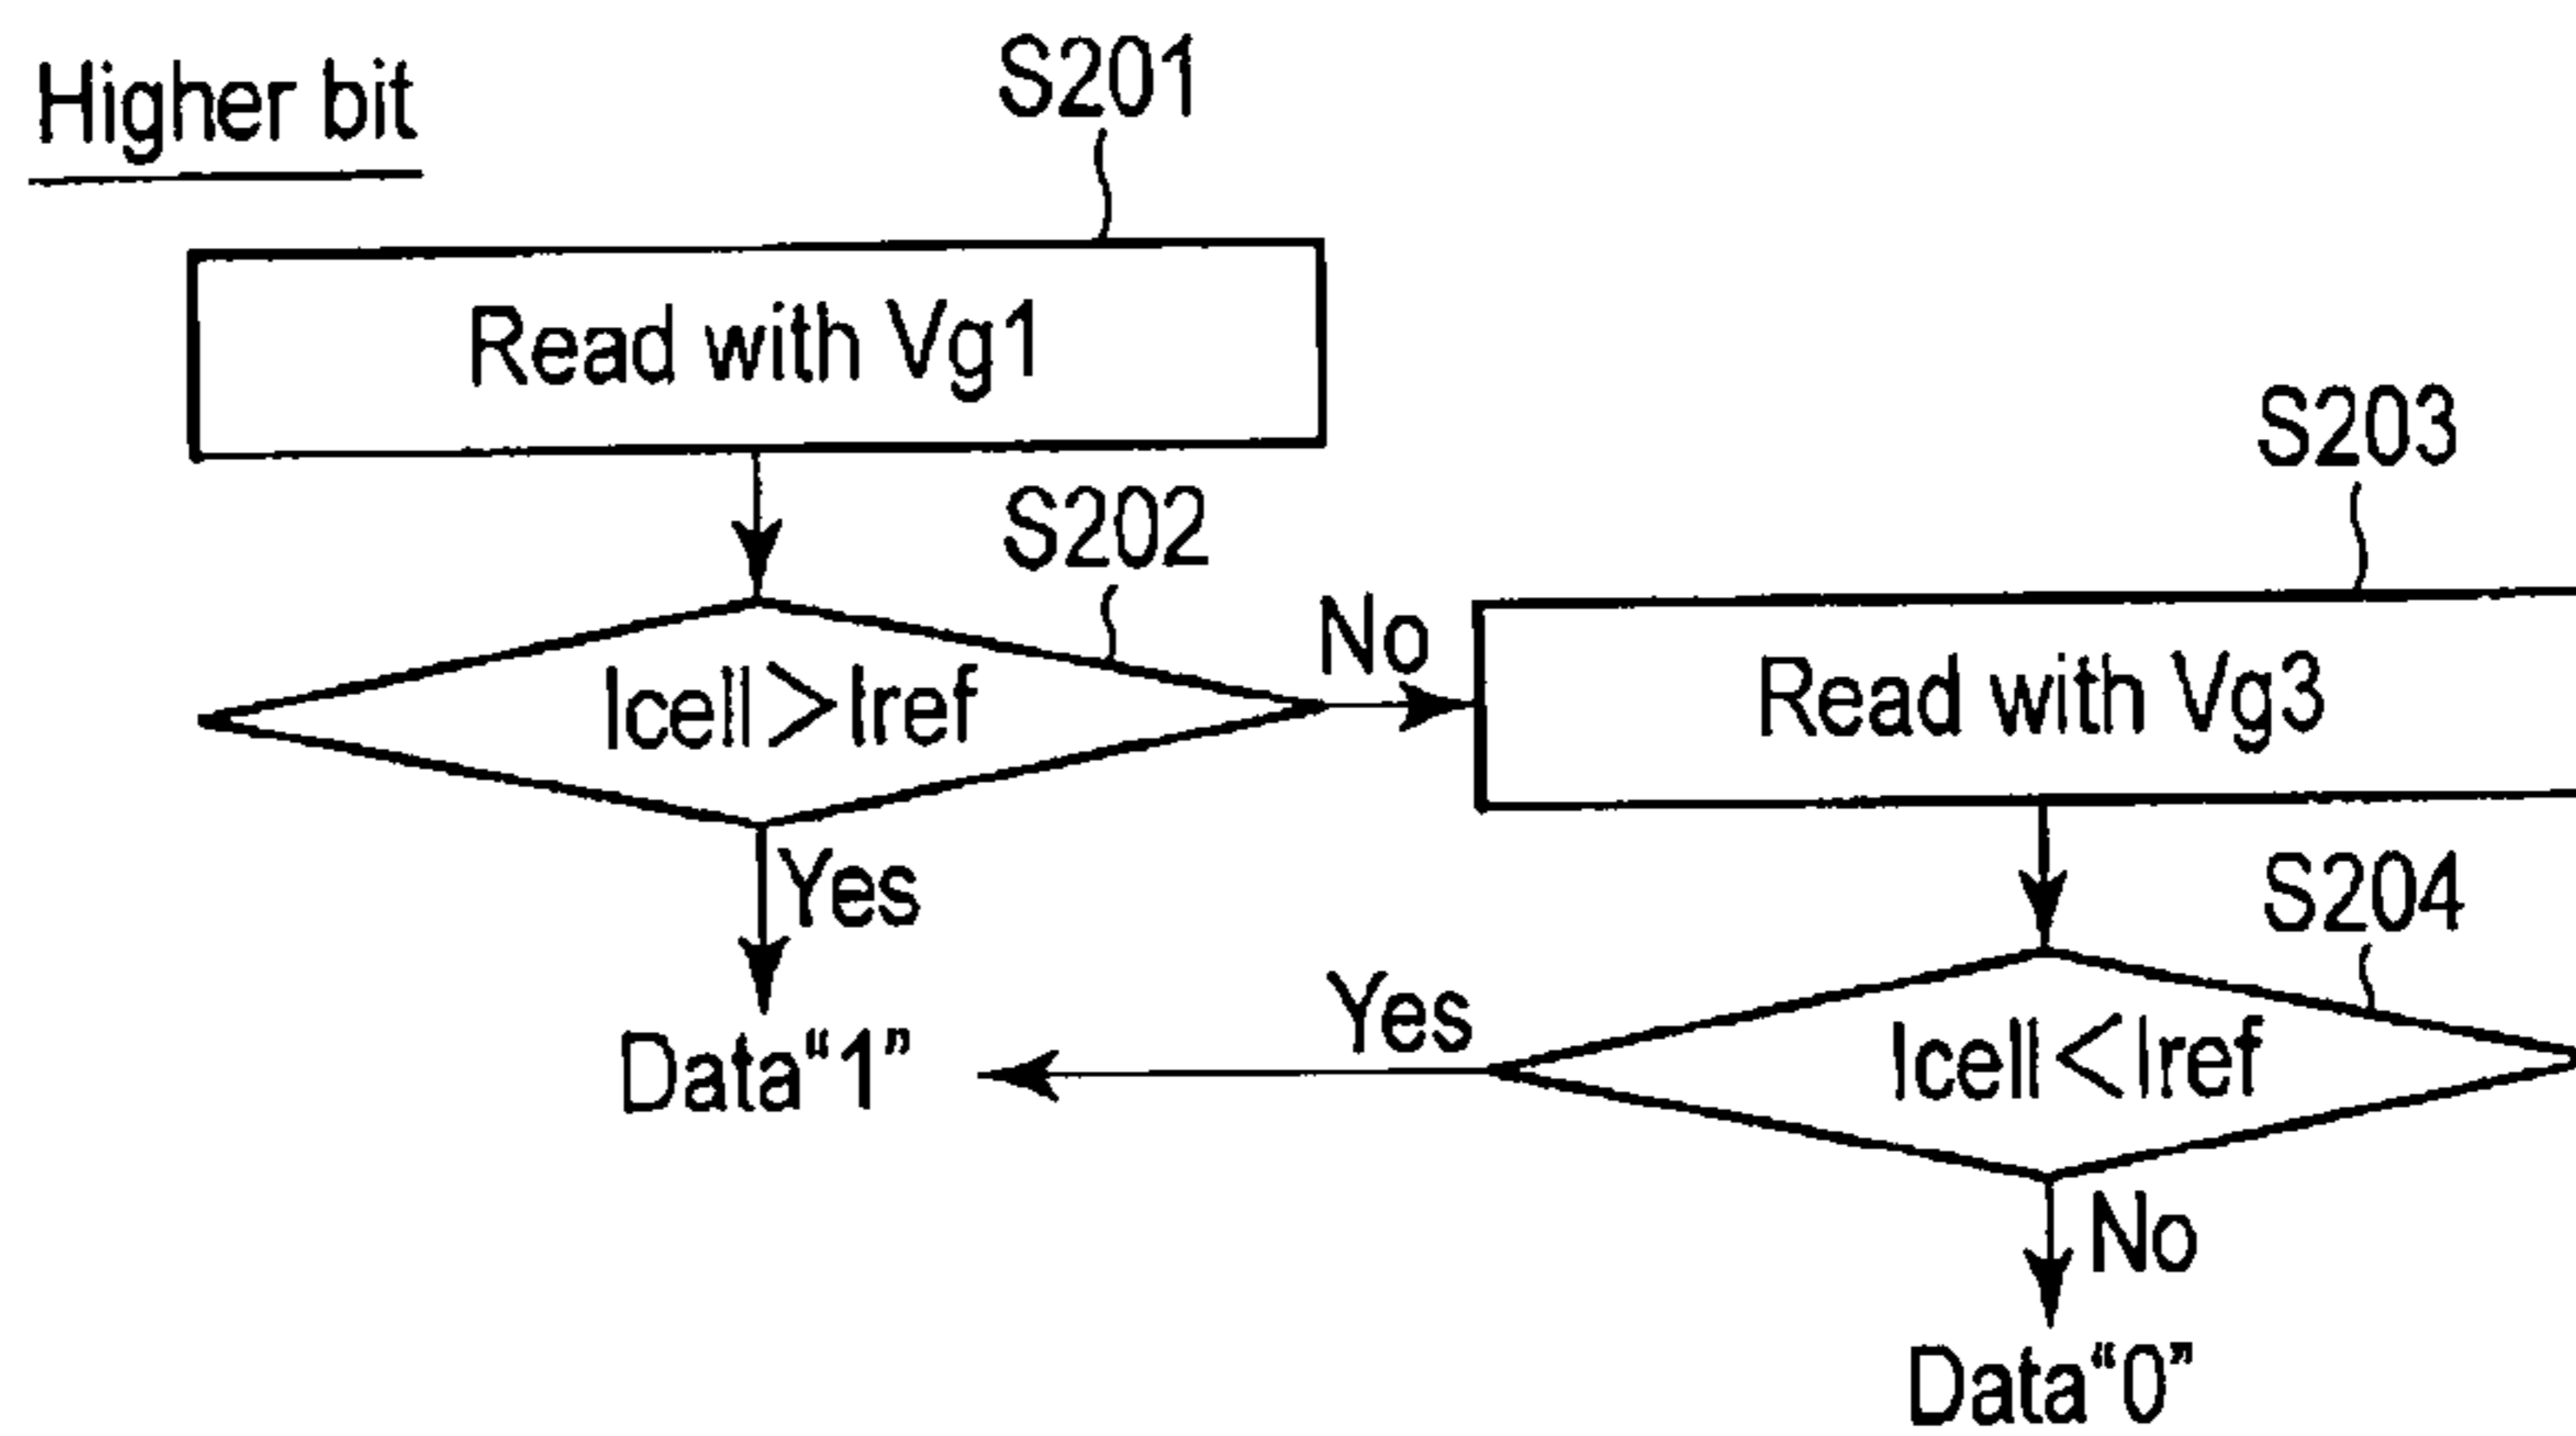 Higher bit
S201
Read with Vg1
S202
Icell>Iref
No
S203
Read with Vg3
Yes
S204
Icell<Iref
Yes
Data“1”
No
Data“0”